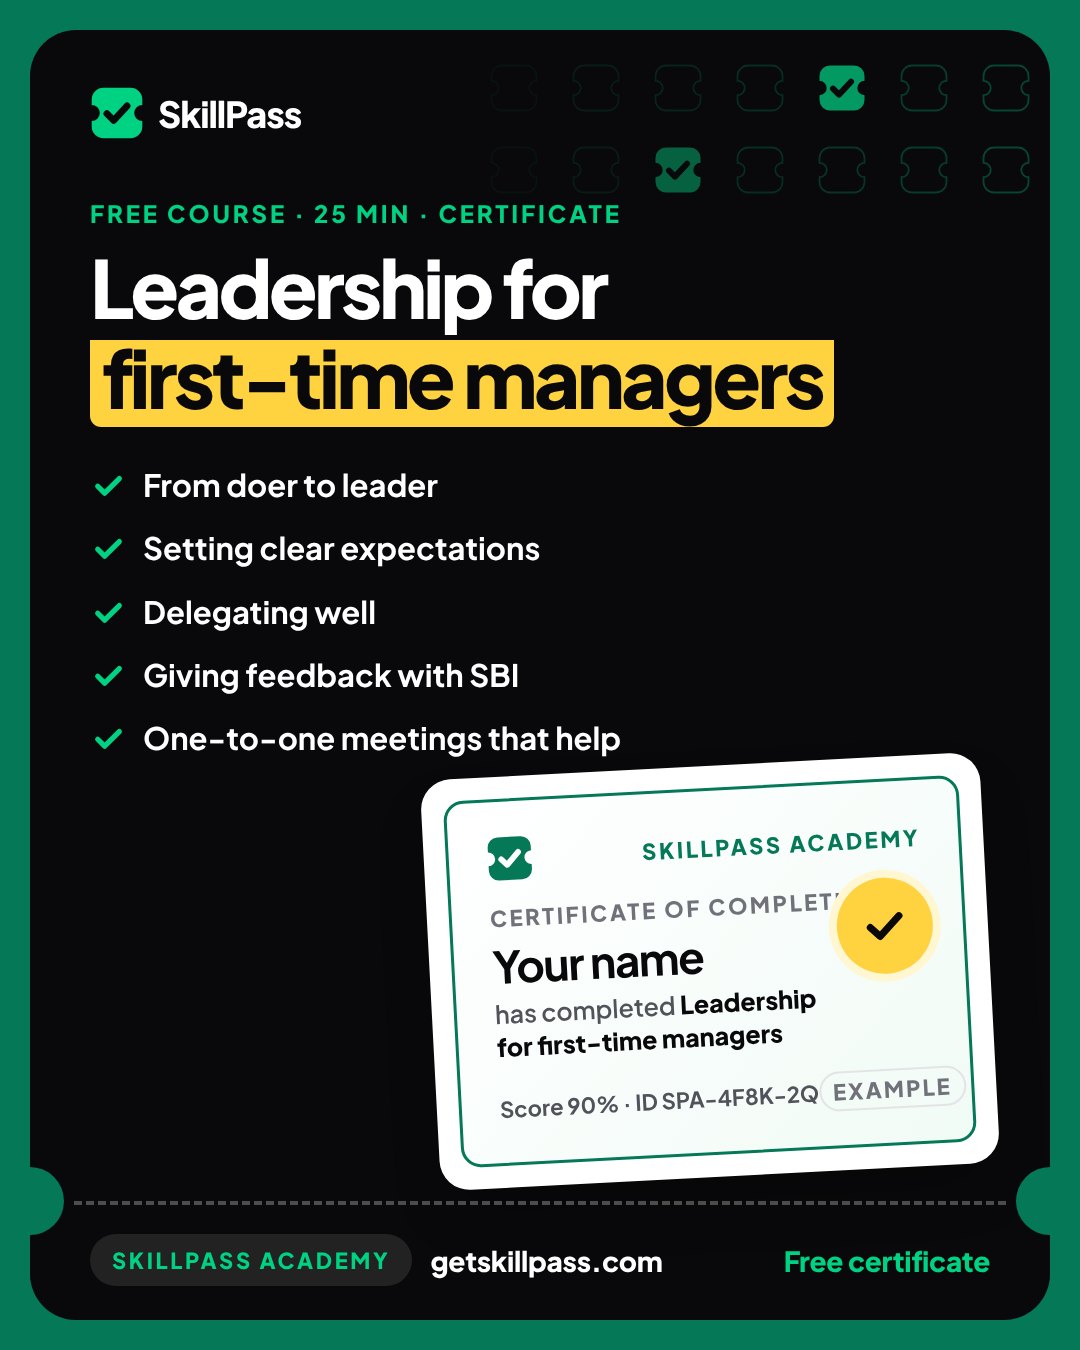 SkillPass
FREE COURSE · 25 MIN · CERTIFICATE
Leadership for
first-time managers
From doer to leader
Setting clear expectations
Delegating well
Giving feedback with SBI
One-to-one meetings that help
SKILLPASS ACADEMY
CERTIFICATE OF COMPLET
Your name
has completed Leadership
for first-time managers
Score 90% · ID SPA-4F8K-2Q
EXAMPLE
SKILLPASS ACADEMY
getskillpass.com
Free certificate